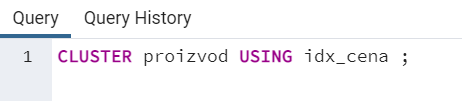 Query Query History
1 CLUSTER proizvod USING idx_cena ;